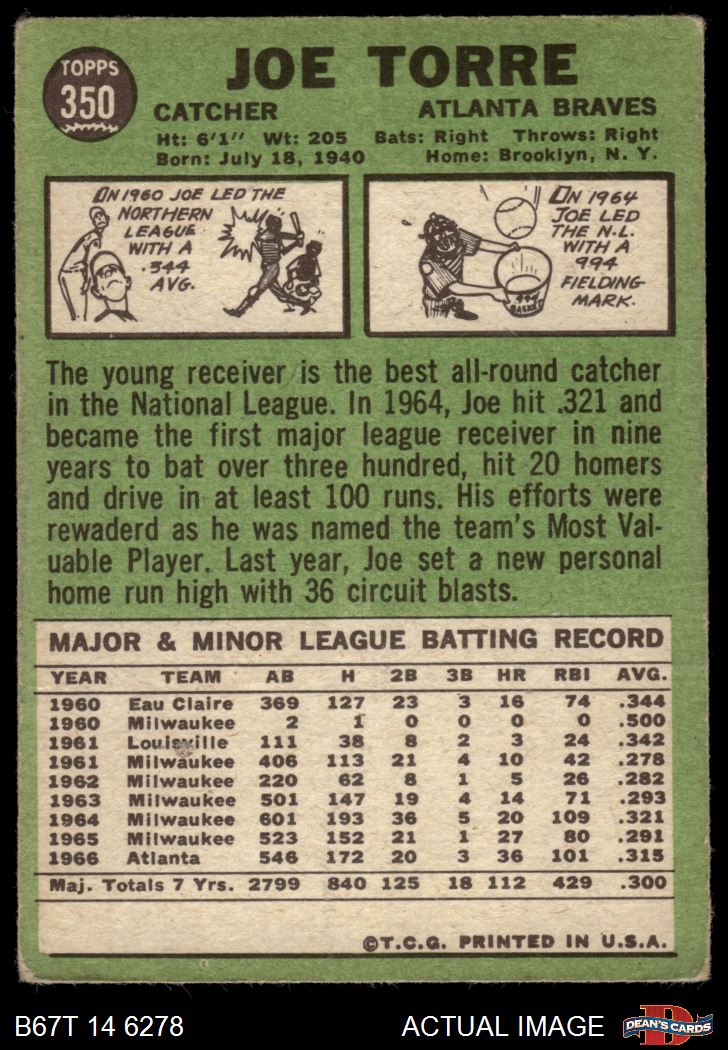 TOPPS
350
JOE TORRE
CATCHER ATLANTA BRAVES
Ht: 6'1" Wt: 205 Bats: Right Throws: Right
Born: July 18, 1940 Home: Brooklyn, N. Y.
ON 1960 JOE LED THE
NORTHERN
LEAGUE
WITH A
.344
AVG.
ON 1964
JOE LED
THE N.L.
WITH A
.994
FIELDING
MARK.
.994
BASKET
The young receiver is the best all-round catcher
in the National League. In 1964, Joe hit .321 and
became the first major league receiver in nine
years to bat over three hundred, hit 20 homers
and drive in at least 100 runs. His efforts were
rewaderd as he was named the team's Most Val-
uable Player. Last year, Joe set a new personal
home run high with 36 circuit blasts.
MAJOR & MINOR LEAGUE BATTING RECORD
YEAR TEAM AB H 2B 3B HR RBI AVG.
1960 Eau Claire 369 127 23 3 16 74 .344
1960 Milwaukee 2 1 0 0 0 0 .500
1961 Louisville 111 38 8 2 3 24 .342
1961 Milwaukee 406 113 21 4 10 42 .278
1962 Milwaukee 220 62 8 1 5 26 .282
1963 Milwaukee 501 147 19 4 14 71 .293
1964 Milwaukee 601 193 36 5 20 109 .321
1965 Milwaukee 523 152 21 1 27 80 .291
1966 Atlanta 546 172 20 3 36 101 .315
Maj. Totals 7 Yrs. 2799 840 125 18 112 429 .300
©T.C.G. PRINTED IN U.S.A.
B67T 14 6278 ACTUAL IMAGE
D
DEAN'S CARDS